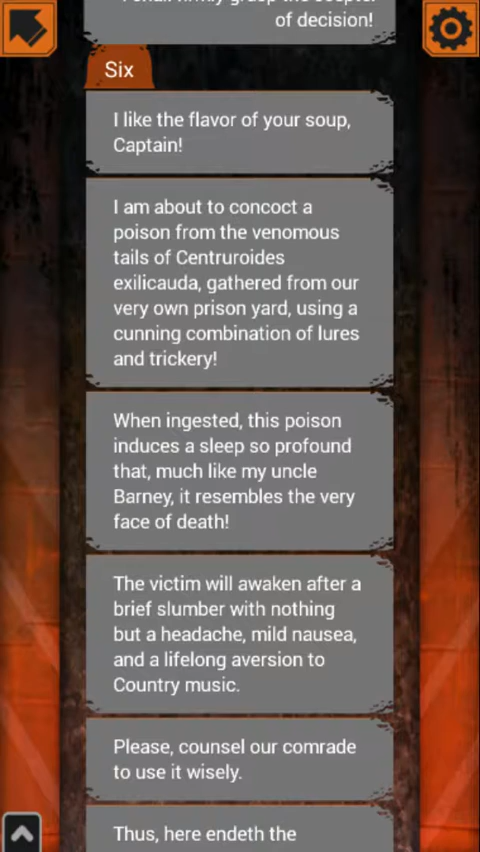 of decision!
Six
I like the flavor of your soup,
Captain!
I am about to concoct a
poison from the venomous
tails of Centruroides
exilicauda, gathered from our
very own prison yard, using a
cunning combination of lures
and trickery!
When ingested, this poison
induces a sleep so profound
that, much like my uncle
Barney, it resembles the very
face of death!
The victim will awaken after a
brief slumber with nothing
but a headache, mild nausea,
and a lifelong aversion to
Country music.
Please, counsel our comrade
to use it wisely.
Thus, here endeth the